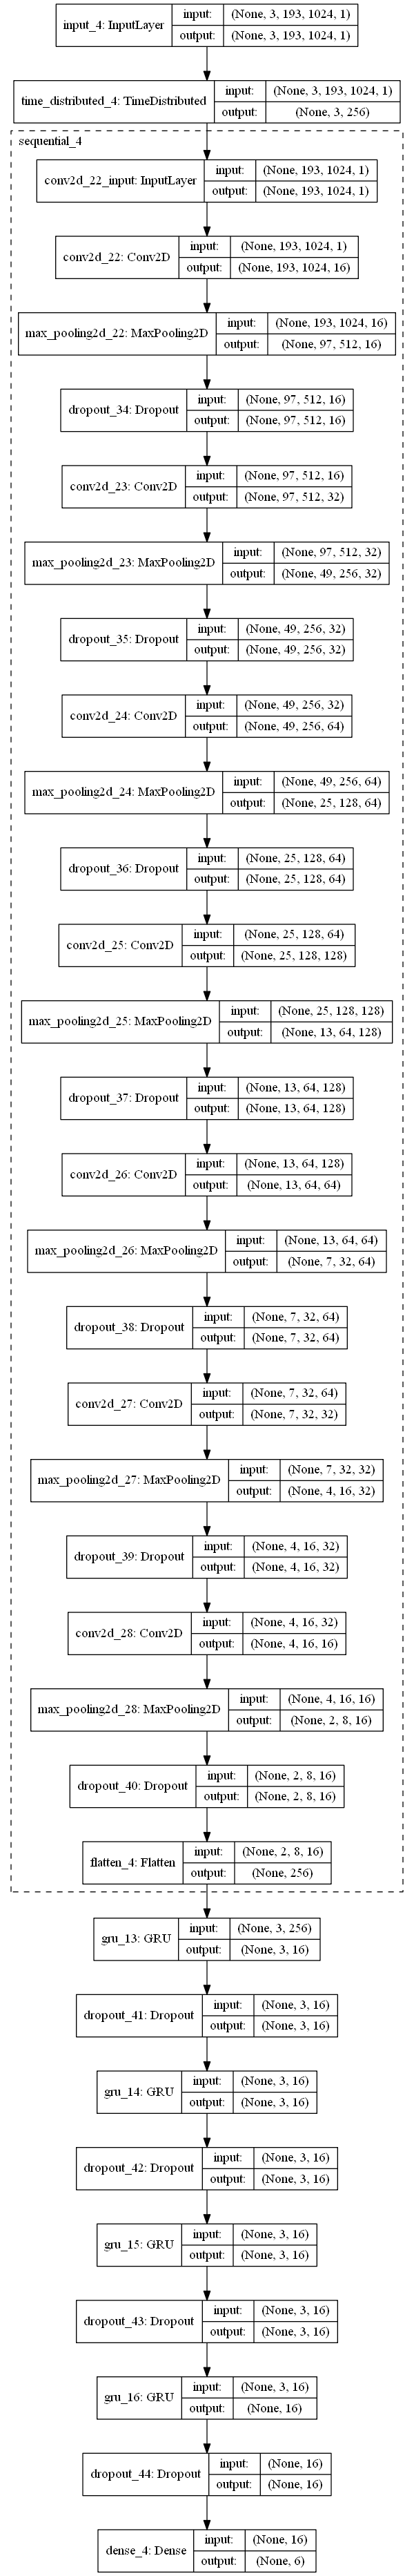 input_4: InputLayer
input: (None, 3, 193, 1024, 1)
output: (None, 3, 193, 1024, 1)
time_distributed_4: TimeDistributed
input: (None, 3, 193, 1024, 1)
output: (None, 3, 256)
sequential_4
conv2d_22_input: InputLayer
input: (None, 193, 1024, 1)
output: (None, 193, 1024, 1)
conv2d_22: Conv2D
input: (None, 193, 1024, 1)
output: (None, 193, 1024, 16)
max_pooling2d_22: MaxPooling2D
input: (None, 193, 1024, 16)
output: (None, 97, 512, 16)
dropout_34: Dropout
input: (None, 97, 512, 16)
output: (None, 97, 512, 16)
conv2d_23: Conv2D
input: (None, 97, 512, 16)
output: (None, 97, 512, 32)
max_pooling2d_23: MaxPooling2D
input: (None, 97, 512, 32)
output: (None, 49, 256, 32)
dropout_35: Dropout
input: (None, 49, 256, 32)
output: (None, 49, 256, 32)
conv2d_24: Conv2D
input: (None, 49, 256, 32)
output: (None, 49, 256, 64)
max_pooling2d_24: MaxPooling2D
input: (None, 49, 256, 64)
output: (None, 25, 128, 64)
dropout_36: Dropout
input: (None, 25, 128, 64)
output: (None, 25, 128, 64)
conv2d_25: Conv2D
input: (None, 25, 128, 64)
output: (None, 25, 128, 128)
max_pooling2d_25: MaxPooling2D
input: (None, 25, 128, 128)
output: (None, 13, 64, 128)
dropout_37: Dropout
input: (None, 13, 64, 128)
output: (None, 13, 64, 128)
conv2d_26: Conv2D
input: (None, 13, 64, 128)
output: (None, 13, 64, 64)
max_pooling2d_26: MaxPooling2D
input: (None, 13, 64, 64)
output: (None, 7, 32, 64)
dropout_38: Dropout
input: (None, 7, 32, 64)
output: (None, 7, 32, 64)
conv2d_27: Conv2D
input: (None, 7, 32, 64)
output: (None, 7, 32, 32)
max_pooling2d_27: MaxPooling2D
input: (None, 7, 32, 32)
output: (None, 4, 16, 32)
dropout_39: Dropout
input: (None, 4, 16, 32)
output: (None, 4, 16, 32)
conv2d_28: Conv2D
input: (None, 4, 16, 32)
output: (None, 4, 16, 16)
max_pooling2d_28: MaxPooling2D
input: (None, 4, 16, 16)
output: (None, 2, 8, 16)
dropout_40: Dropout
input: (None, 2, 8, 16)
output: (None, 2, 8, 16)
flatten_4: Flatten
input: (None, 2, 8, 16)
output: (None, 256)
gru_13: GRU
input: (None, 3, 256)
output: (None, 3, 16)
dropout_41: Dropout
input: (None, 3, 16)
output: (None, 3, 16)
gru_14: GRU
input: (None, 3, 16)
output: (None, 3, 16)
dropout_42: Dropout
input: (None, 3, 16)
output: (None, 3, 16)
gru_15: GRU
input: (None, 3, 16)
output: (None, 3, 16)
dropout_43: Dropout
input: (None, 3, 16)
output: (None, 3, 16)
gru_16: GRU
input: (None, 3, 16)
output: (None, 16)
dropout_44: Dropout
input: (None, 16)
output: (None, 16)
dense_4: Dense
input: (None, 16)
output: (None, 6)